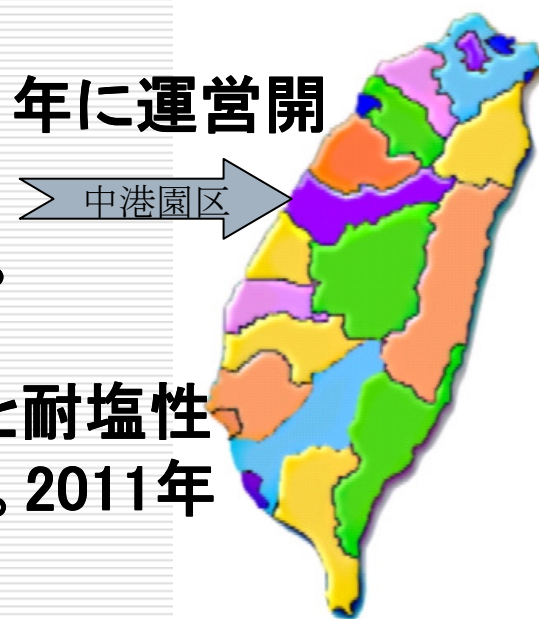 年に運営開
中港園区
。
と耐塩性
。2011年